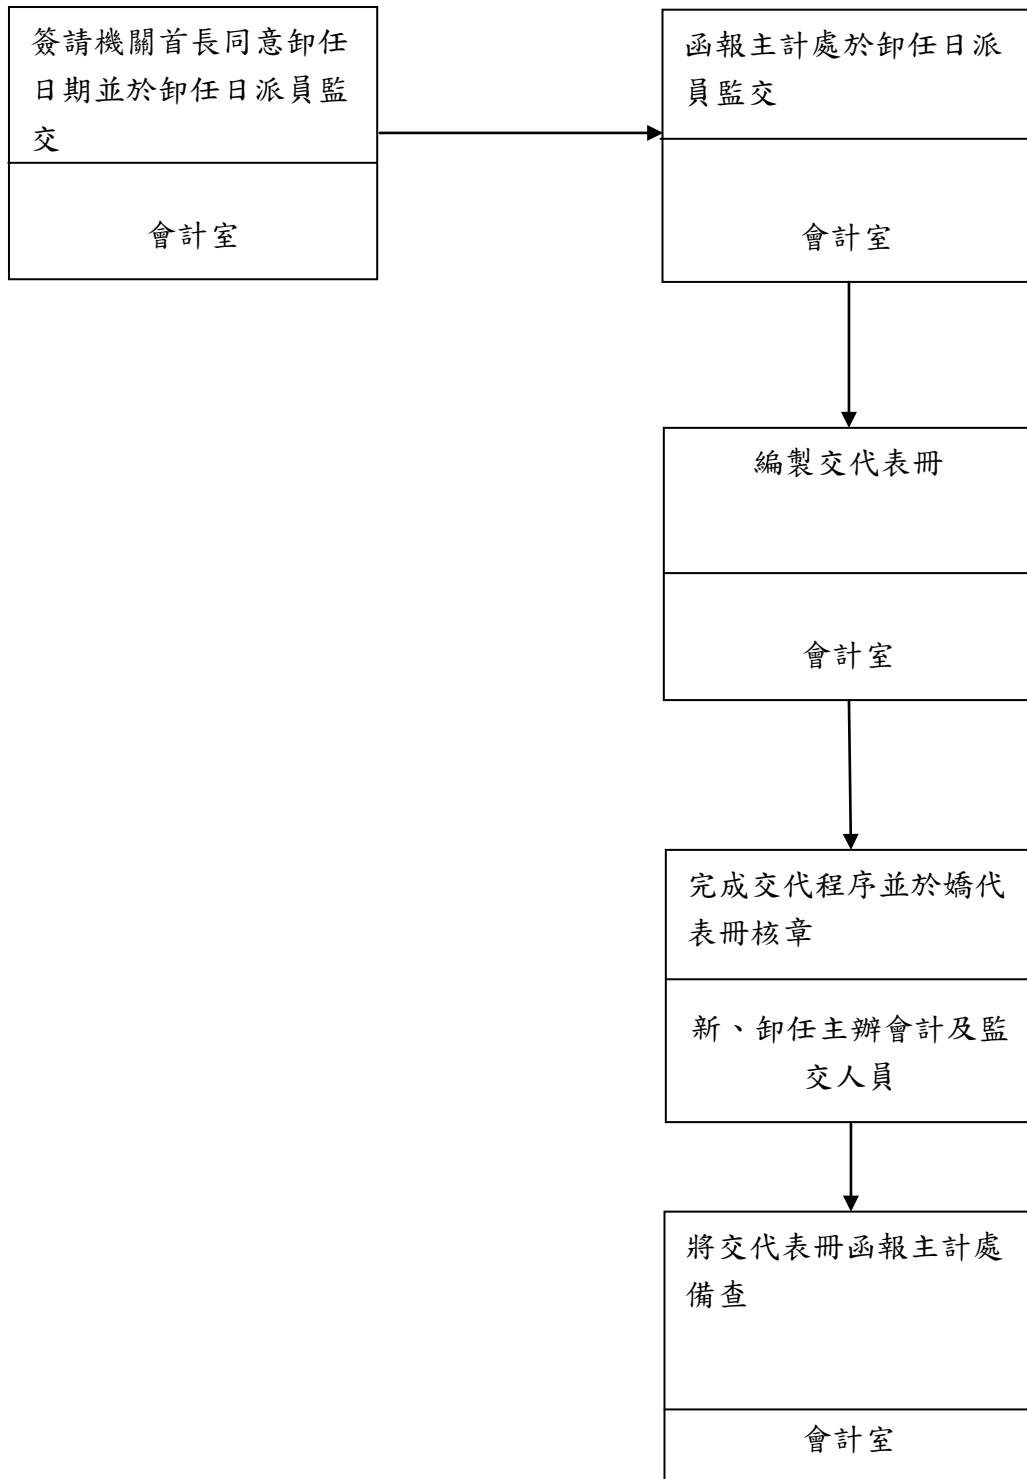 簽請機關首長同意卸任
日期並於卸任日派員監
交
會計室
函報主計處於卸任日派
員監交
會計室
編製交代表冊
會計室
完成交代程序並於嬌代
表冊核章
新、卸任主辦會計及監
交人員
將交代表冊函報主計處
備查
會計室